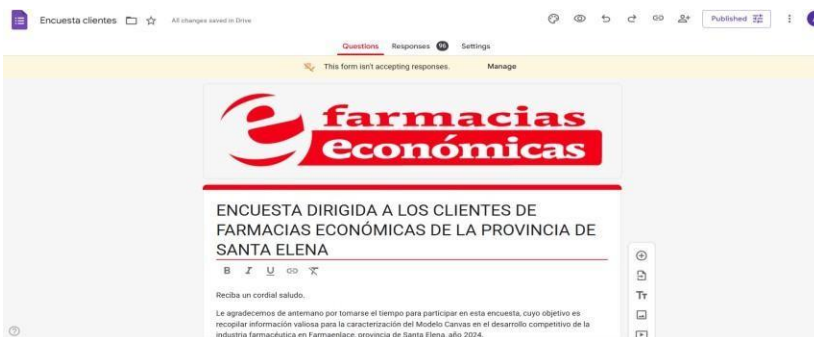 Encuesta clientes
All changes saved in Drive
Published
Questions Responses 96 Settings
This form isn't accepting responses. Manage
farmacias
económicas
ENCUESTA DIRIGIDA A LOS CLIENTES DE
FARMACIAS ECONÓMICAS DE LA PROVINCIA DE
SANTA ELENA
B I U
Reciba un cordial saludo.
Le agradecemos de antemano por tomarse el tiempo para participar en esta encuesta, cuyo objetivo es
recopilar información valiosa para la caracterización del Modelo Canvas en el desarrollo competitivo de la
industria farmacéutica en Farmaenlace, provincia de Santa Elena, año 2024.